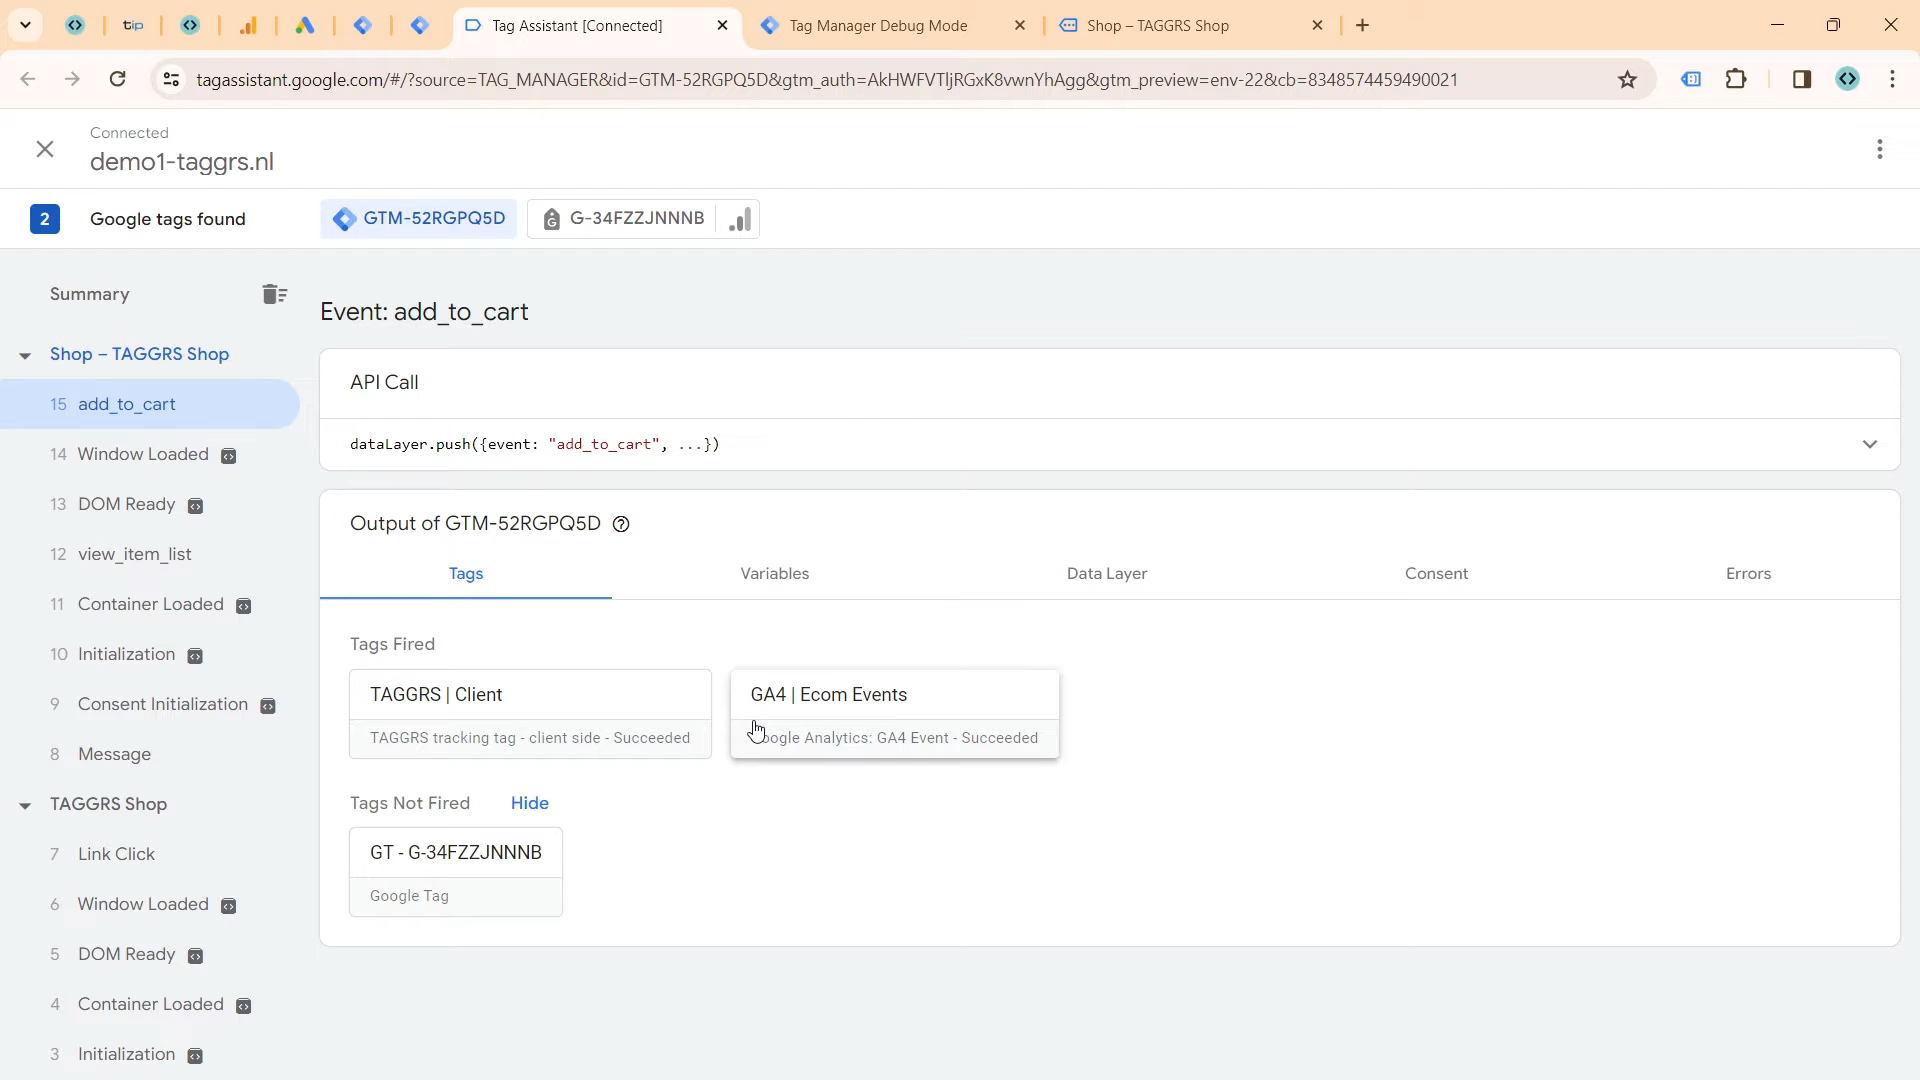 tip
Tag Assistant [Connected]
Tag Manager Debug Mode
Shop – TAGGRS Shop
tagassistant.google.com/#/?source=TAG_MANAGER&id=GTM-52RGPQ5D&gtm_auth=AkHWFVTljRGxK8vwnYhAgg&gtm_preview=env-22&cb=8348574459490021
Connected
demo1-taggrs.nl
2 Google tags found
GTM-52RGPQ5D
G-34FZZJNNNB
Summary
Shop – TAGGRS Shop
15 add_to_cart
14 Window Loaded
13 DOM Ready
12 view_item_list
11 Container Loaded
10 Initialization
9 Consent Initialization
8 Message
TAGGRS Shop
7 Link Click
6 Window Loaded
5 DOM Ready
4 Container Loaded
3 Initialization
Event: add_to_cart
API Call
dataLayer.push({event: "add_to_cart", ...})
Output of GTM-52RGPQ5D
Tags
Variables
Data Layer
Consent
Errors
Tags Fired
TAGGRS | Client
TAGGRS tracking tag - client side - Succeeded
GA4 | Ecom Events
Analytics: GA4 Event - Succeeded
Tags Not Fired
Hide
GT - G-34FZZJNNNB
Google Tag